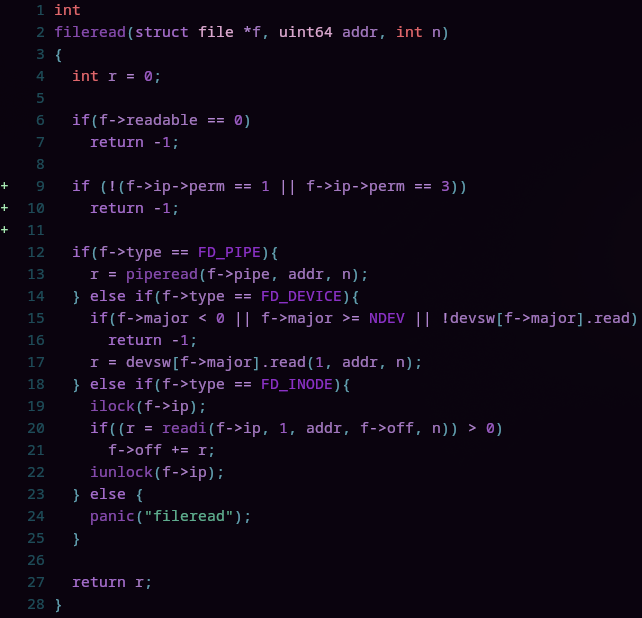 1 int
2 fileread(struct file *f, uint64 addr, int n)
3 {
4   int r = 0;
5
6   if(f->readable == 0)
7     return -1;
8
+ 9   if (!(f->ip->perm == 1 || f->ip->perm == 3))
+ 10     return -1;
+ 11
12   if(f->type == FD_PIPE){
13     r = piperead(f->pipe, addr, n);
14   } else if(f->type == FD_DEVICE){
15     if(f->major < 0 || f->major >= NDEV || !devsw[f->major].read)
16       return -1;
17     r = devsw[f->major].read(1, addr, n);
18   } else if(f->type == FD_INODE){
19     ilock(f->ip);
20     if((r = readi(f->ip, 1, addr, f->off, n)) > 0)
21       f->off += r;
22     iunlock(f->ip);
23   } else {
24     panic("fileread");
25   }
26
27   return r;
28 }